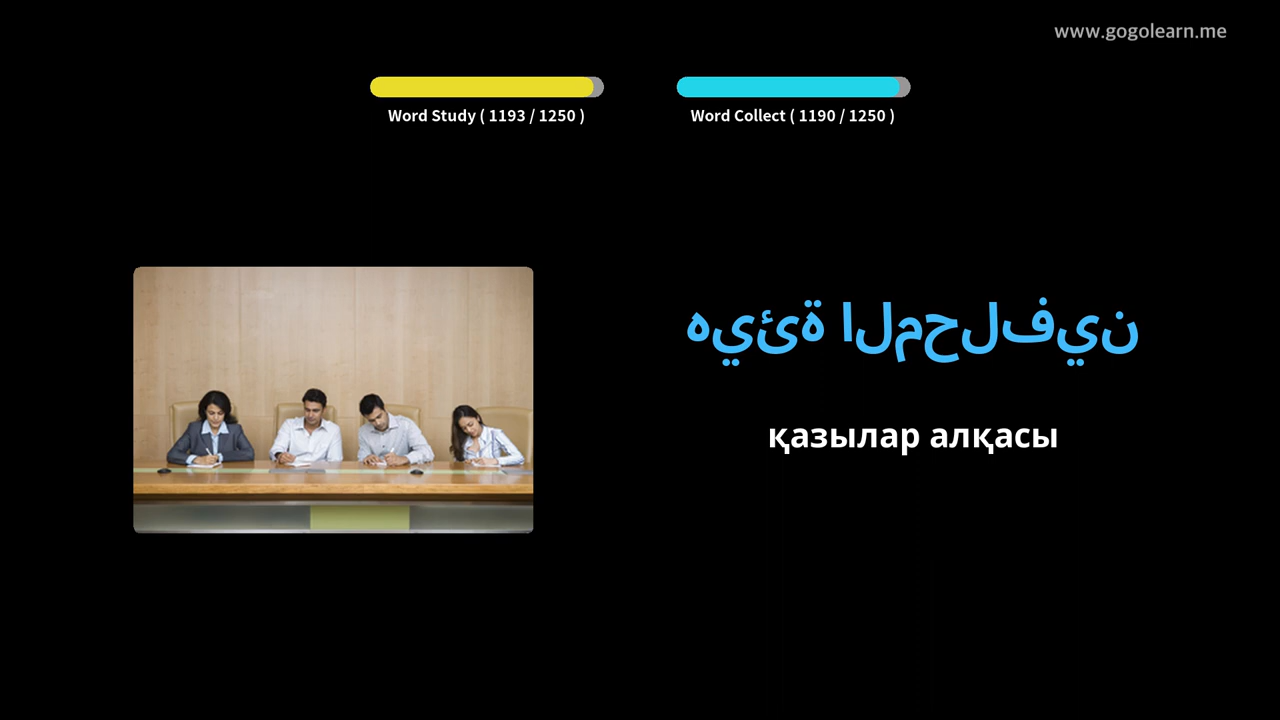 www.gogolearn.me
Word Study ( 1193 / 1250 )
Word Collect ( 1190 / 1250 )
هيئة المحلفين
қазылар алқасы